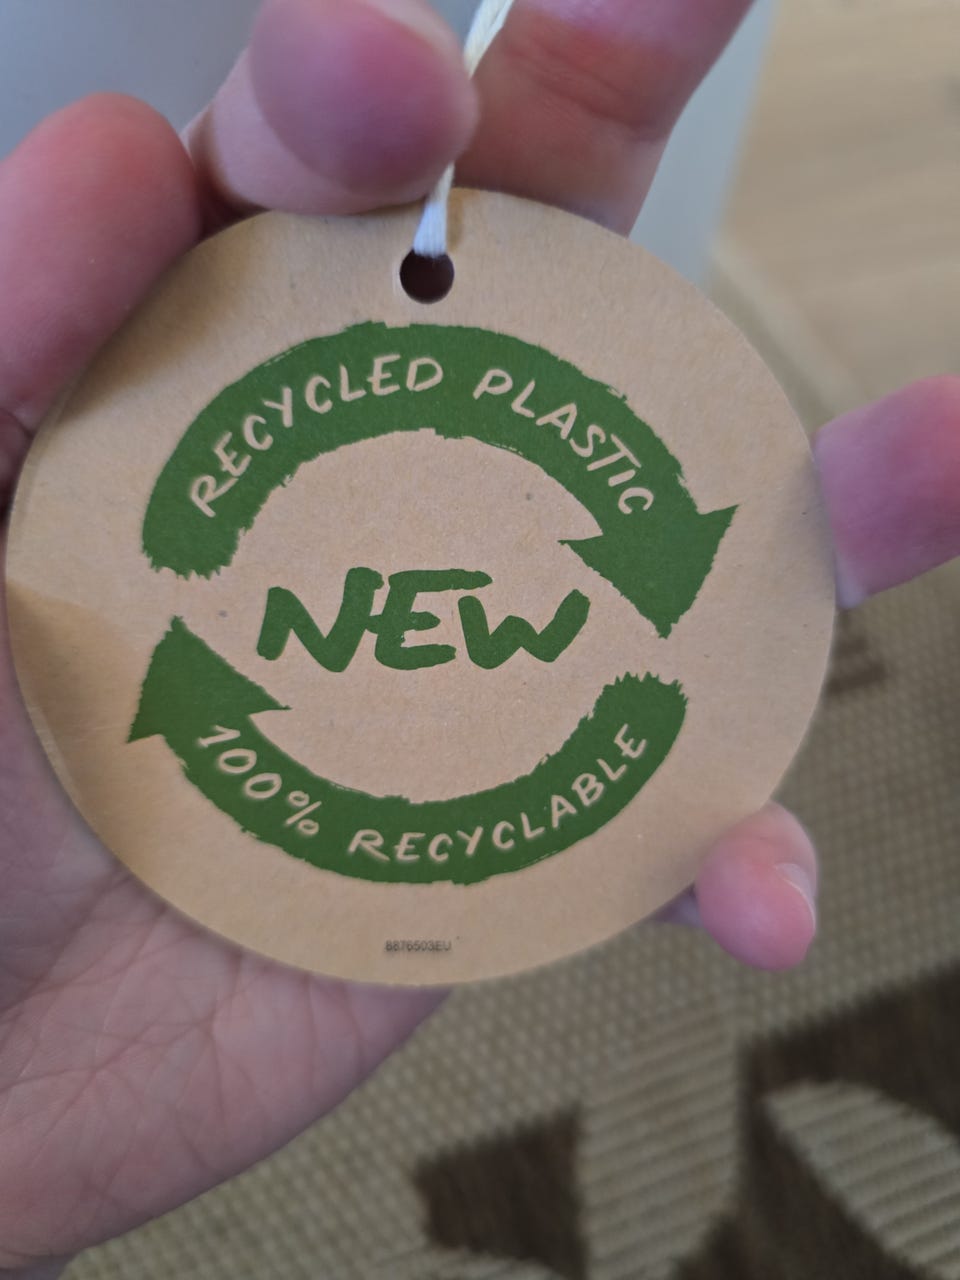 RECYCLED PLASTIC
NEW
100% RECYCLABLE
8876503EU